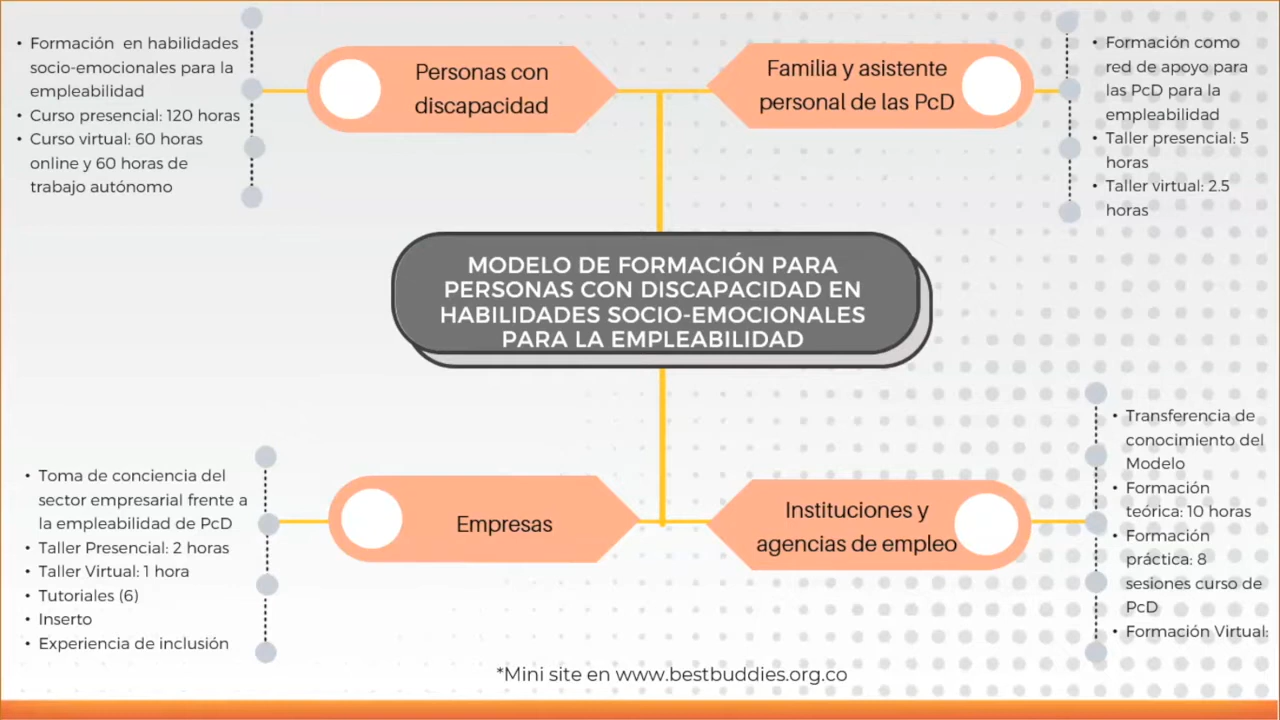 • Formación en habilidades
socio-emocionales para la
empleabilidad
• Curso presencial: 120 horas
• Curso virtual: 60 horas
online y 60 horas de
trabajo autónomo
Personas con
discapacidad
Familia y asistente
personal de las PcD
• Formación como
red de apoyo para
las PcD para la
empleabilidad
• Taller presencial: 5
horas
• Taller virtual: 2.5
horas
MODELO DE FORMACIÓN PARA
PERSONAS CON DISCAPACIDAD EN
HABILIDADES SOCIO-EMOCIONALES
PARA LA EMPLEABILIDAD
• Toma de conciencia del
sector empresarial frente a
la empleabilidad de PcD
• Taller Presencial: 2 horas
• Taller Virtual: 1 hora
• Tutoriales (6)
• Inserto
• Experiencia de inclusión
Empresas
Instituciones y
agencias de empleo
• Transferencia de
conocimiento del
Modelo
• Formación
teórica: 10 horas
• Formación
práctica: 8
sesiones curso de
PcD
• Formación Virtual:
*Mini site en www.bestbuddies.org.co